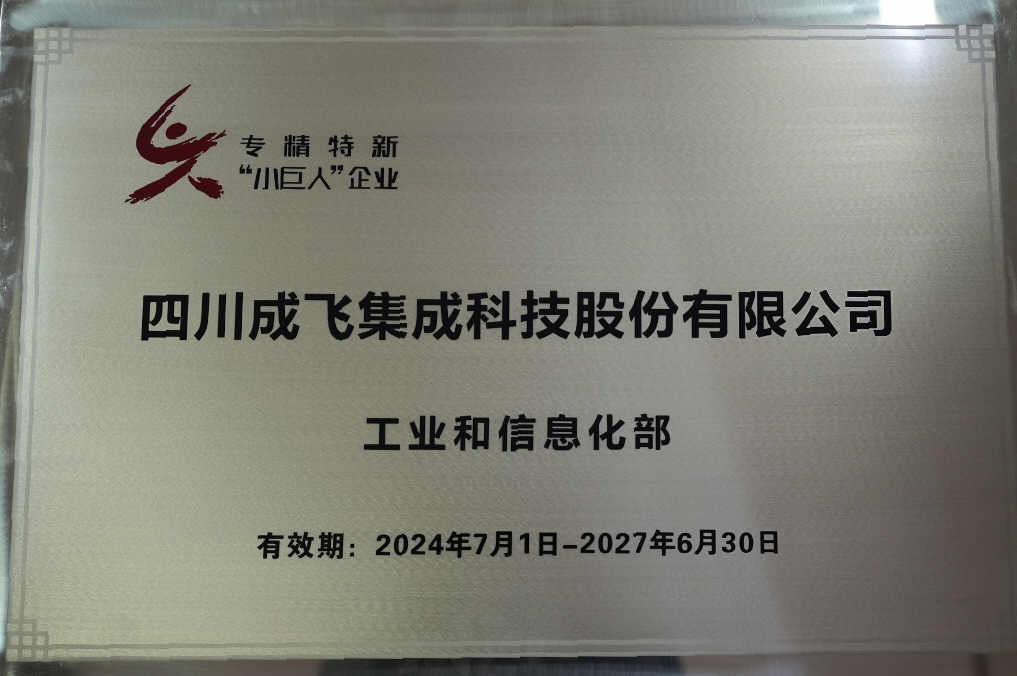 专精特新
“小巨人”企业
四川成飞集成科技股份有限公司
工业和信息化部
有效期：2024年7月1日-2027年6月30日